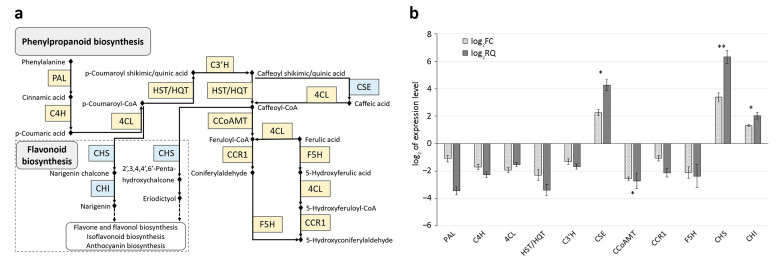 a
Phenylpropanoid biosynthesis
Phenylalanine
PAL
Cinnamic acid
C4H
p-Coumaric acid
4CL
p-Coumaroyl-CoA
p-Coumaroyl shikimic/quinic acid
HST/HQT
C3'H
Caffeoyl shikimic/quinic acid
HST/HQT
CSE
4CL
Caffeic acid
Caffeoyl-CoA
CCoAMT
Feruloyl-CoA
4CL
Ferulic acid
CCR1
F5H
Coniferylaldehyde
5-Hydroxyferulic acid
4CL
5-Hydroxyferuloyl-CoA
F5H
CCR1
5-Hydroxyconiferylaldehyde
Flavonoid
biosynthesis
CHS
CHS
Narigenin chalcone
2',3,4,4',6'-Penta-
hydroxychalcone
CHI
Narigenin
Eriodictyol
Flavone and flavonol biosynthesis
Isoflavonoid biosynthesis
Anthocyanin biosynthesis
b
log2 of expression level
8
6
4
2
0
−2
−4
−6
log2FC
log2RQ
*
*
**
*
PAL
C4H
4CL
HST/HQT
C3'H
CSE
CCoAMT
CCR1
F5H
CHS
CHI